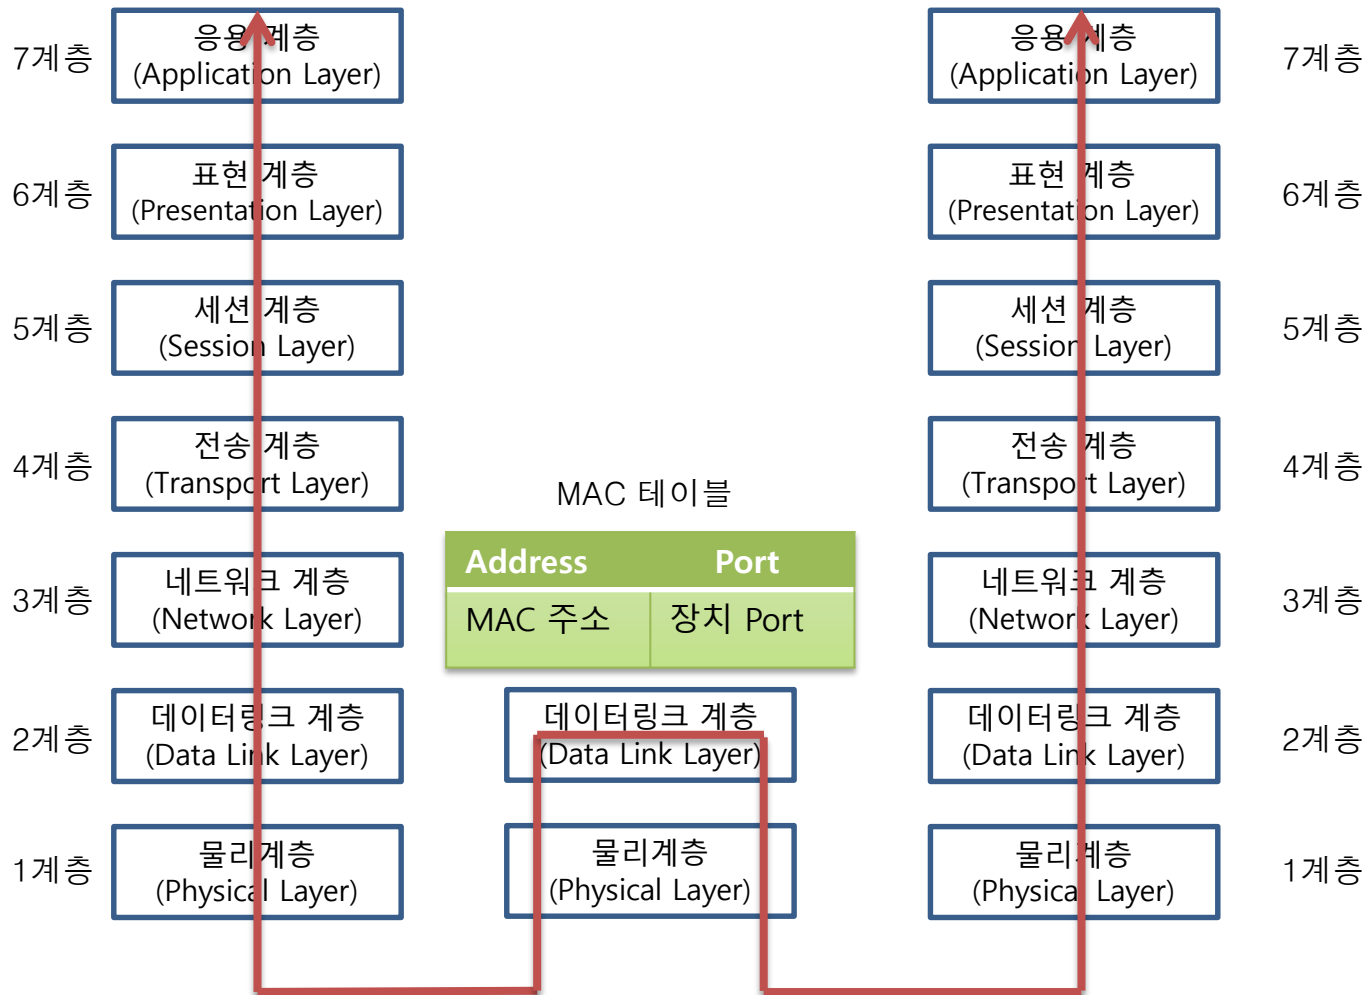 7계층
응용 계층
(Application Layer)
응용 계층
(Application Layer)
7계층
6계층
표현 계층
(Presentation Layer)
표현 계층
(Presentation Layer)
6계층
5계층
세션 계층
(Session Layer)
세션 계층
(Session Layer)
5계층
4계층
전송 계층
(Transport Layer)
MAC 테이블
전송 계층
(Transport Layer)
4계층
Address Port
MAC 주소 장치 Port
3계층
네트워크 계층
(Network Layer)
네트워크 계층
(Network Layer)
3계층
2계층
데이터링크 계층
(Data Link Layer)
데이터링크 계층
(Data Link Layer)
데이터링크 계층
(Data Link Layer)
2계층
1계층
물리계층
(Physical Layer)
물리계층
(Physical Layer)
물리계층
(Physical Layer)
1계층